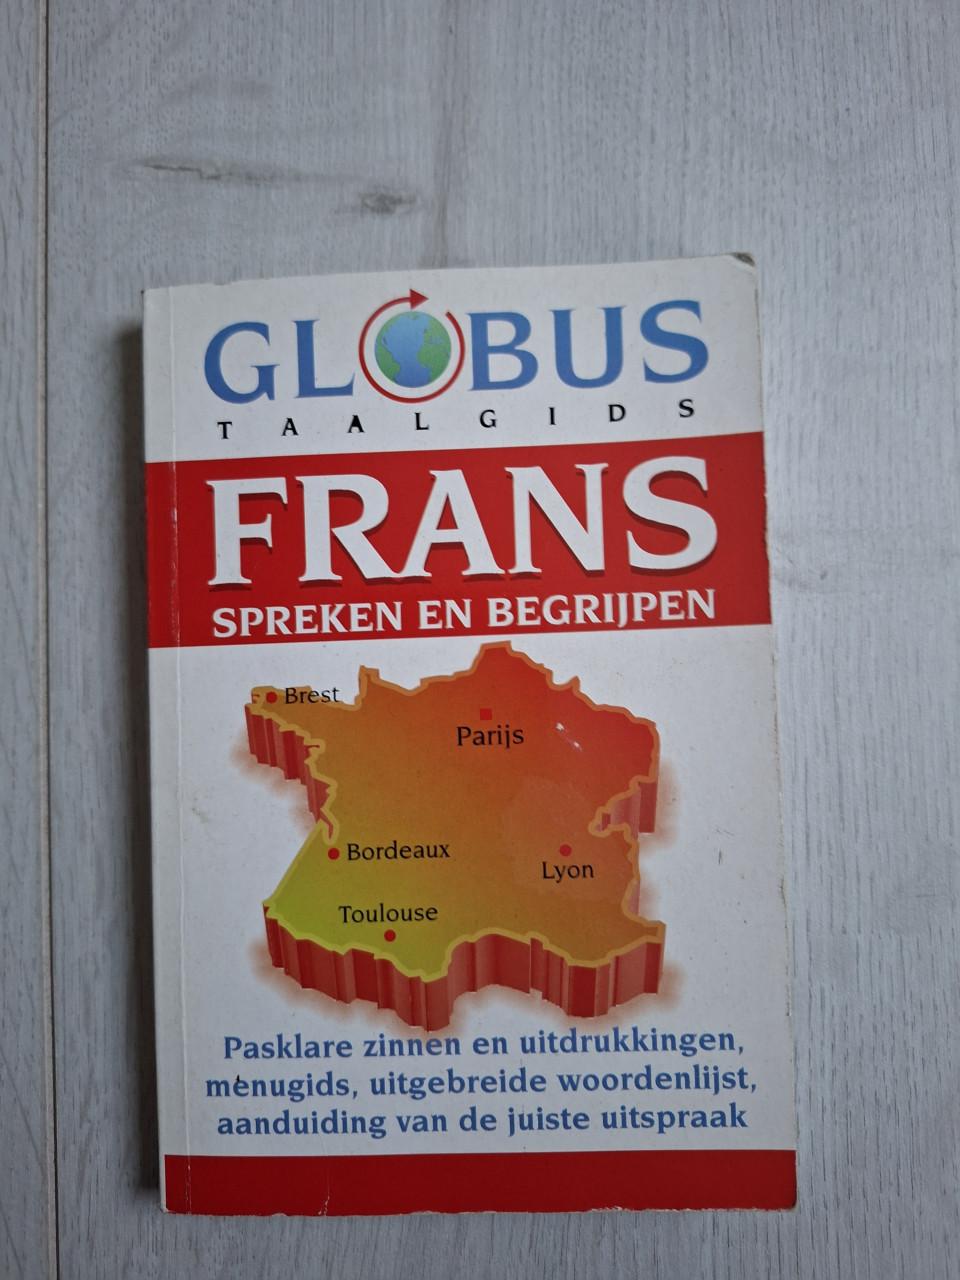 GLOBUS
TAALGIDS
FRANS
SPREKEN EN BEGRIJPEN
Brest
Parijs
Bordeaux
Lyon
Toulouse
Pasklare zinnen en uitdrukkingen,
menugids, uitgebreide woordenlijst,
aanduiding van de juiste uitspraak